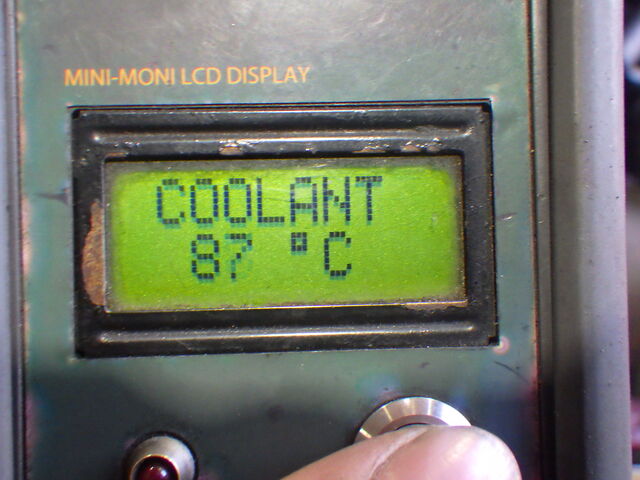 MINI-MONI LCD DISPLAY
COOLANT
87 °C